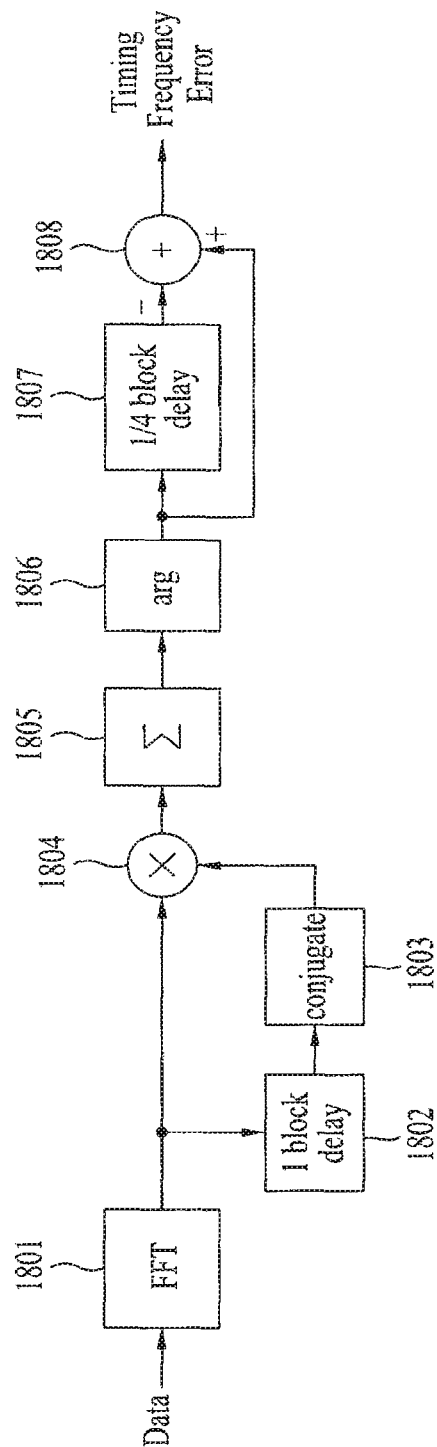 Data
1801
FFT
1 block
delay
1802
conjugate
1803
1804
×
1805
Σ
1806
arg
1807
1/4 block
delay
−
1808
+
+
Timing
Frequency
Error